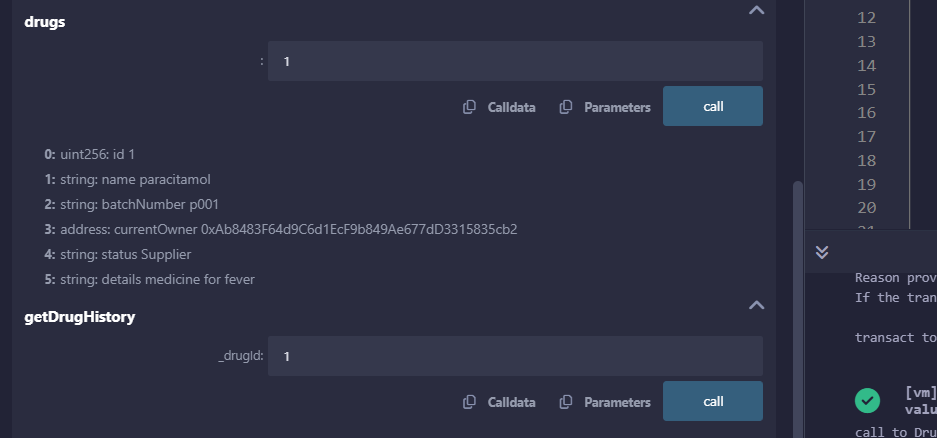 drugs
:
1
Calldata
Parameters
call
0: uint256: id 1
1: string: name paracitamol
2: string: batchNumber p001
3: address: currentOwner 0xAb8483F64d9C6d1EcF9b849Ae677dD3315835cb2
4: string: status Supplier
5: string: details medicine for fever
getDrugHistory
_drugId:
1
Calldata
Parameters
call
12
13
14
15
16
17
18
19
20
21
Reason prov
If the tran
transact to
[vm]
valu
call to Dru